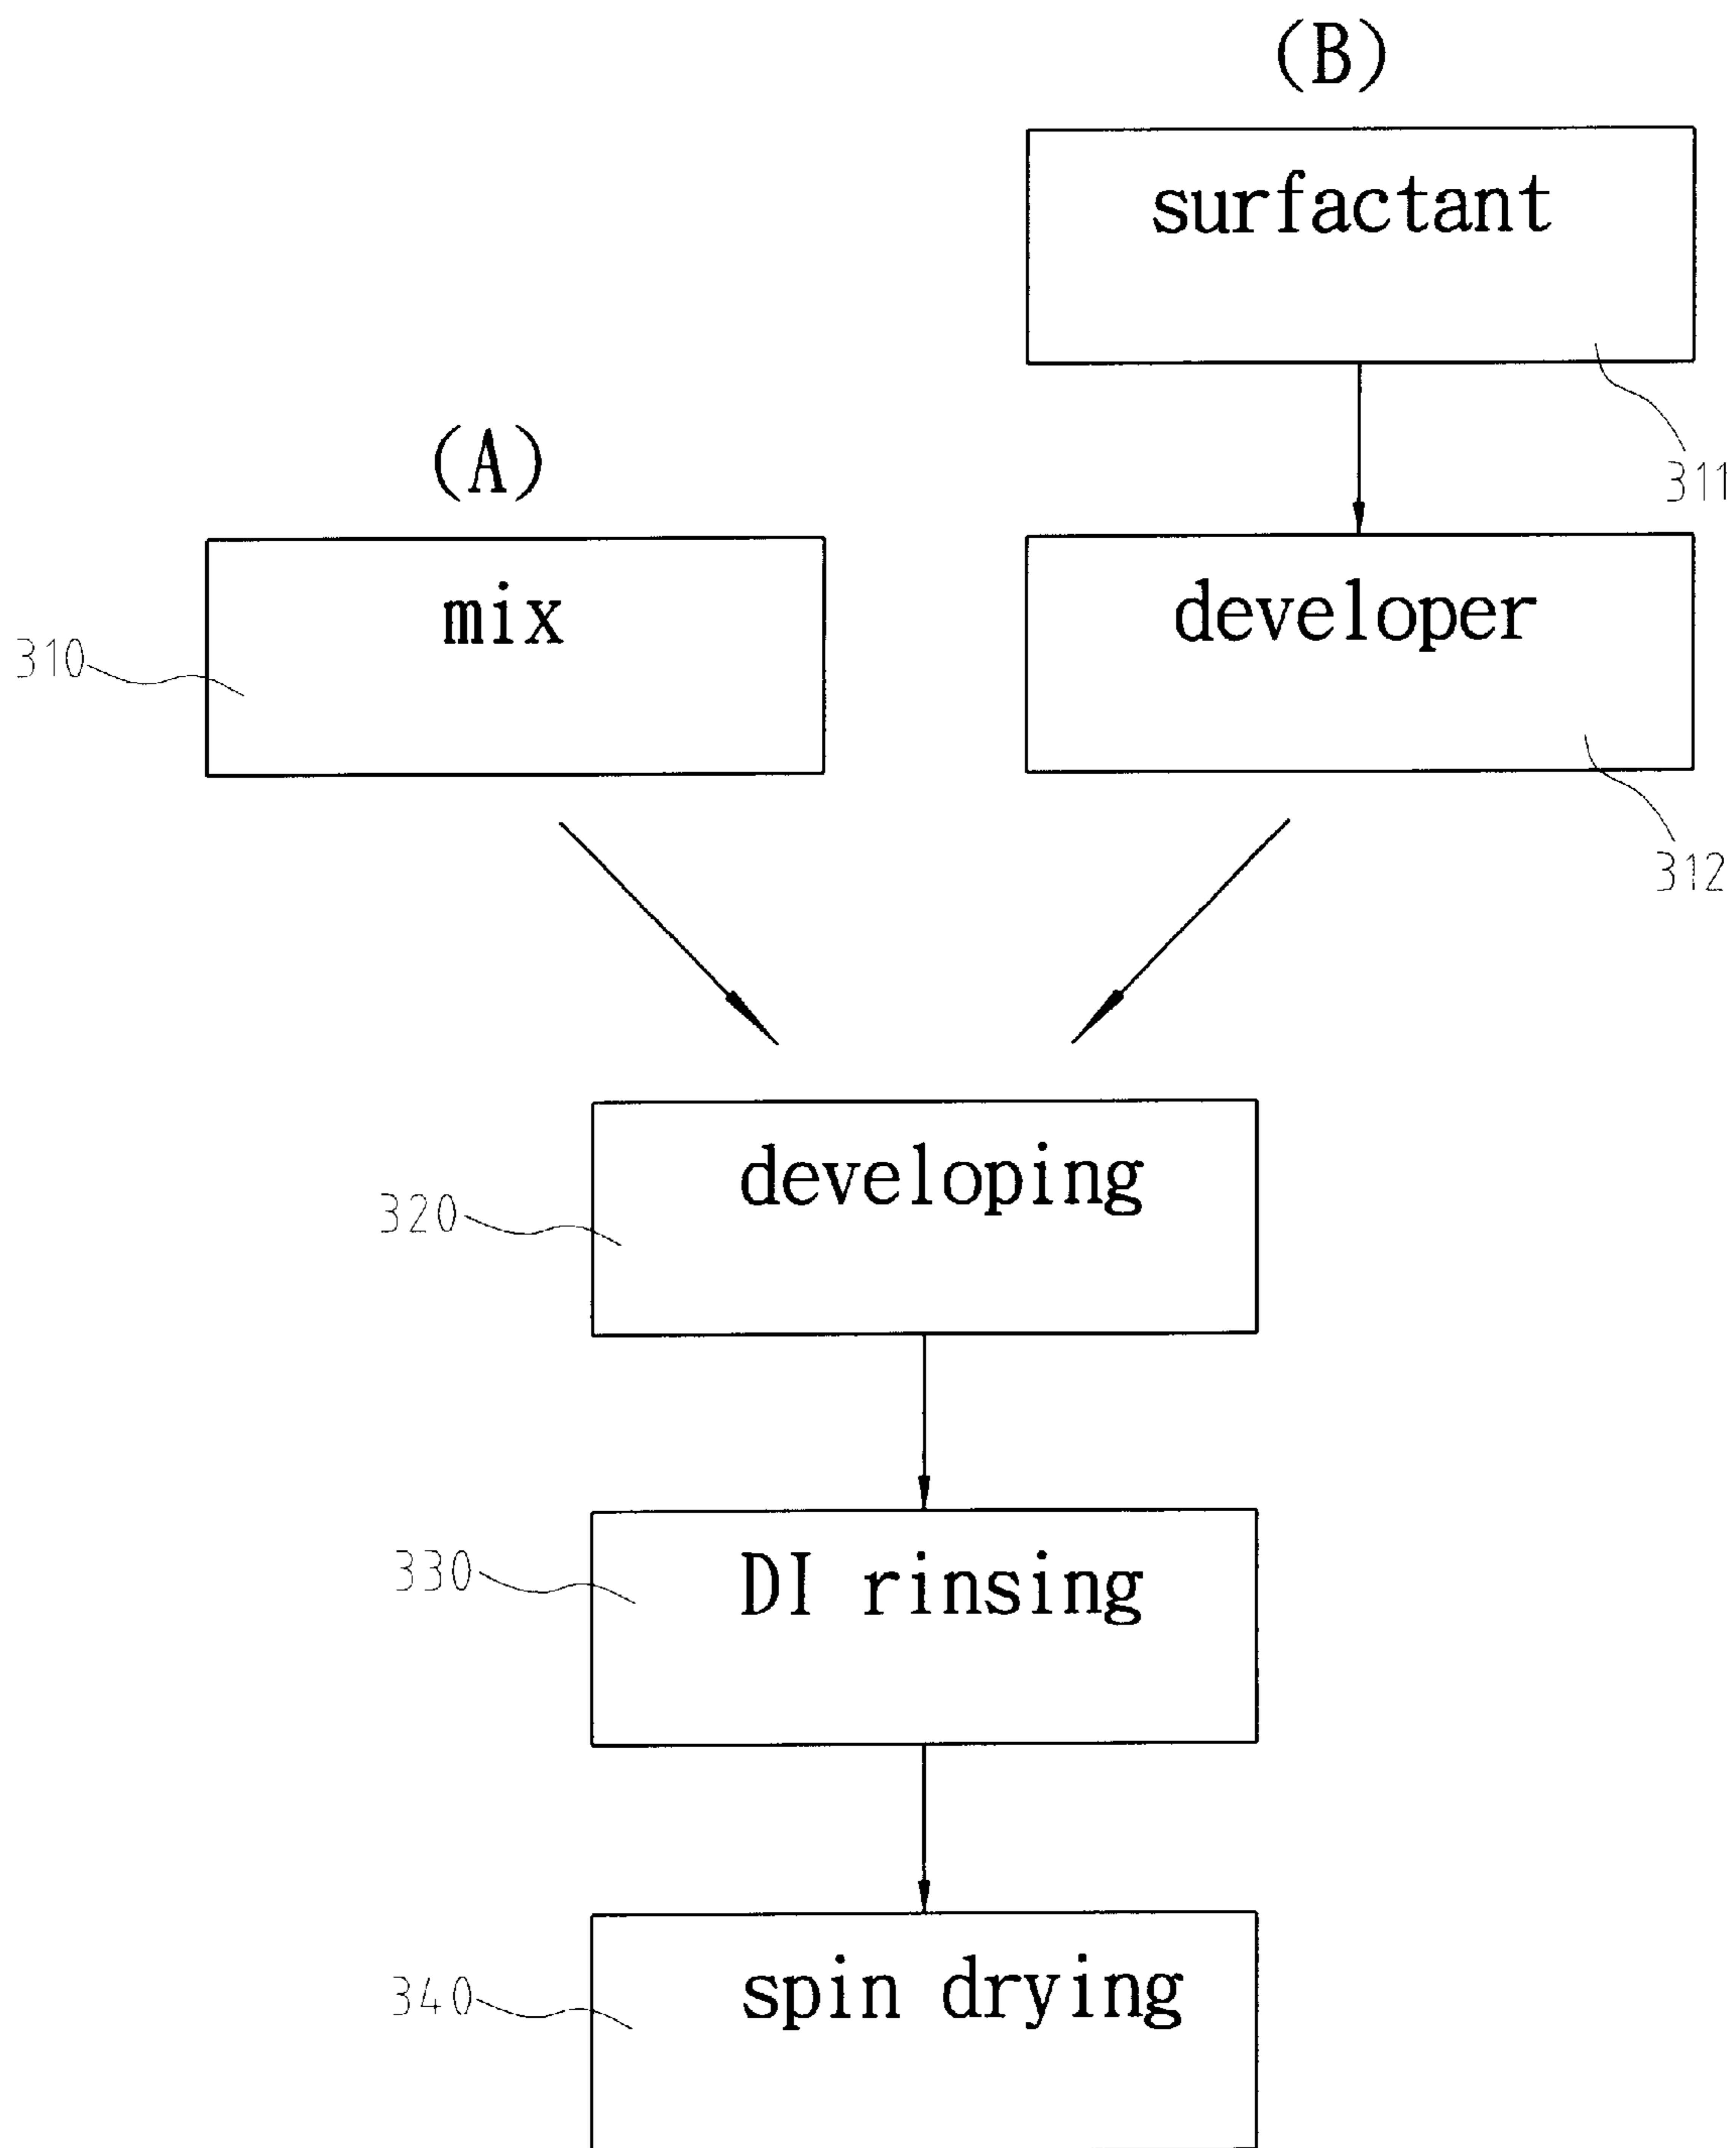 (B)
surfactant
311
(A)
mix
developer
310
312
developing
320
DI rinsing
330
spin drying
340